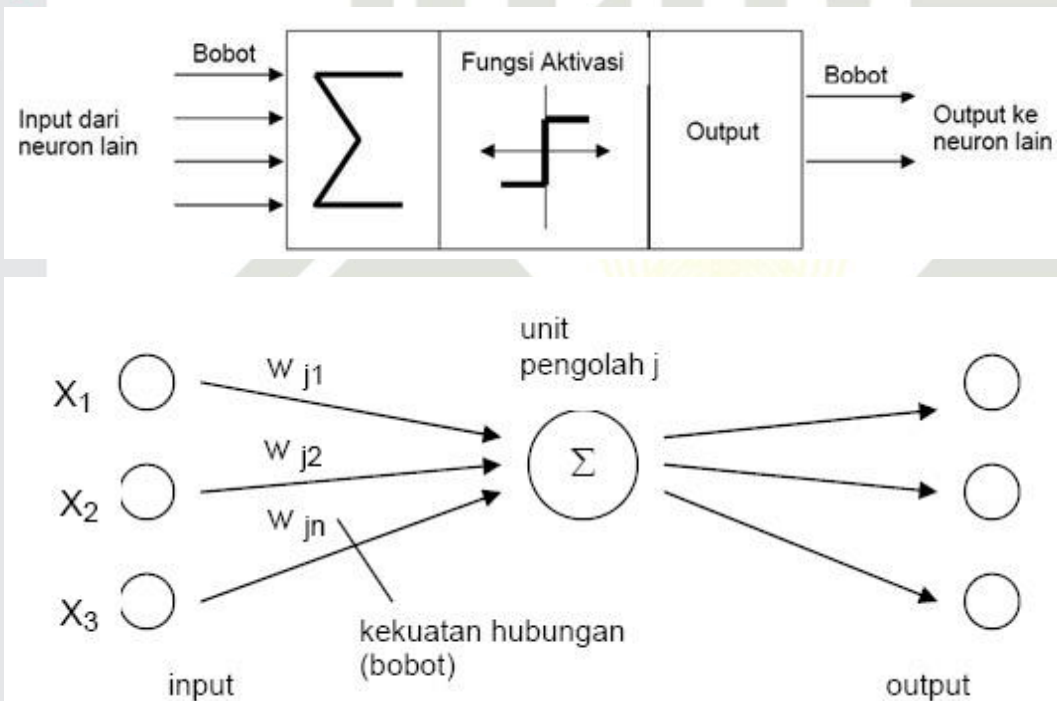 Bobot
Fungsi Aktivasi
Bobot
Input dari
neuron lain
Σ
Output
Output ke
neuron lain
unit
pengolah j
X1
w j1
X2
w j2
Σ
X3
w jn
kekuatan hubungan
(bobot)
input
output